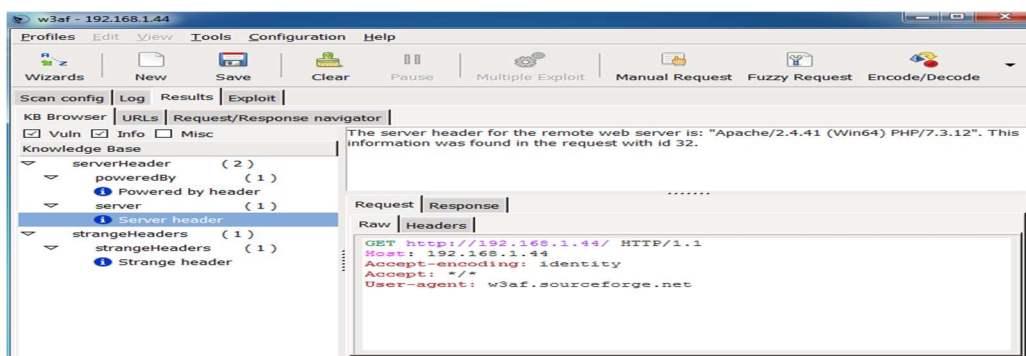 w3af - 192.168.1.44
Profiles Edit View Tools Configuration Help
Wizards New Save Clear Pause Multiple Exploit Manual Request Fuzzy Request Encode/Decode
Scan config Log Results Exploit
KB Browser URLs Request/Response navigator
Vuln Info Misc
Knowledge Base
serverHeader (2)
poweredBy (1)
Powered by header
server (1)
Server header
strangeHeaders (1)
strangeHeaders (1)
Strange header
The server header for the remote web server is: "Apache/2.4.41 (Win64) PHP/7.3.12". This
information was found in the request with id 32.
Request Response
Raw Headers
GET http://192.168.1.44/ HTTP/1.1
Host: 192.168.1.44
Accept-encoding: identity
Accept: */*
User-agent: w3af.sourceforge.net